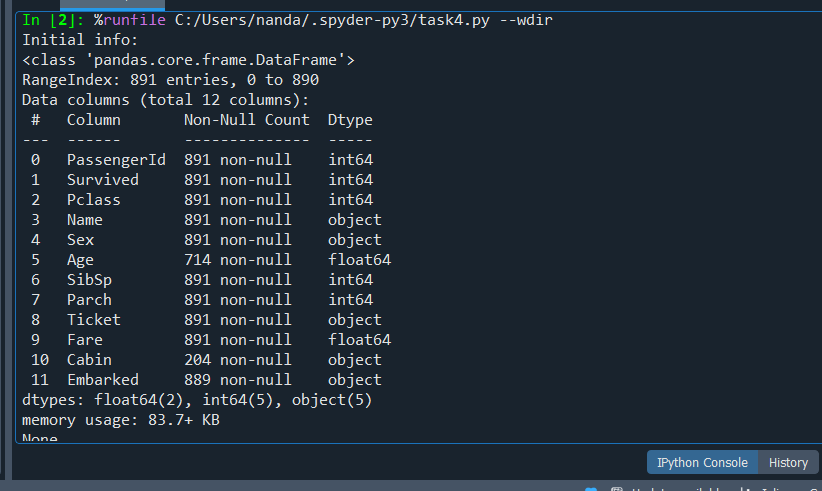 In [2]: %runfile C:/Users/nanda/.spyder-py3/task4.py --wdir
Initial info:
<class 'pandas.core.frame.DataFrame'>
RangeIndex: 891 entries, 0 to 890
Data columns (total 12 columns):
 #   Column       Non-Null Count  Dtype
---  ------       --------------  -----
 0   PassengerId  891 non-null    int64
 1   Survived     891 non-null    int64
 2   Pclass       891 non-null    int64
 3   Name         891 non-null    object
 4   Sex          891 non-null    object
 5   Age          714 non-null    float64
 6   SibSp        891 non-null    int64
 7   Parch        891 non-null    int64
 8   Ticket       891 non-null    object
 9   Fare         891 non-null    float64
 10  Cabin        204 non-null    object
 11  Embarked     889 non-null    object
dtypes: float64(2), int64(5), object(5)
memory usage: 83.7+ KB
None
IPython Console History